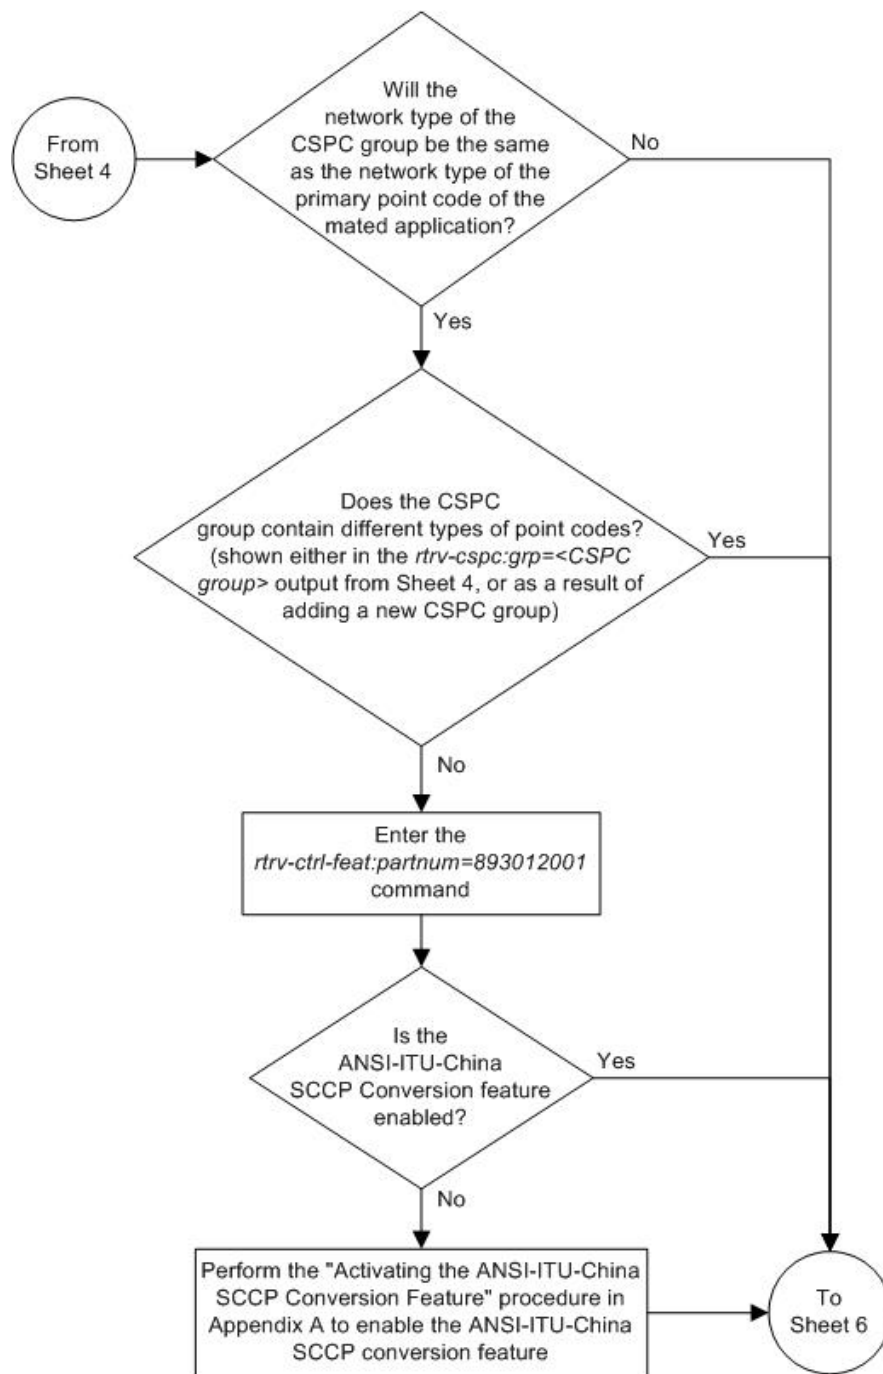 Will the
network type of the
CSPC group be the same
as the network type of the
primary point code of the
mated application?
From
Sheet 4
No
Yes
Does the CSPC
group contain different types of point codes?
(shown either in the rtrv-cspc:grp=<CSPC
group> output from Sheet 4, or as a result of
adding a new CSPC group)
Yes
No
Enter the
rtrv-ctrl-feat:partnum=893012001
command
Is the
ANSI-ITU-China
SCCP Conversion feature
enabled?
Yes
No
Perform the "Activating the ANSI-ITU-China
SCCP Conversion Feature" procedure in
Appendix A to enable the ANSI-ITU-China
SCCP conversion feature
To
Sheet 6